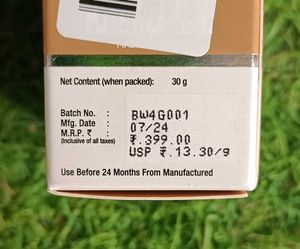 Net Content (when packed): 30 g
Batch No. : BW4G001
Mfg. Date : 07/24
M.R.P. ₹ : ₹.399.00
(Inclusive of all taxes) USP ₹.13.30/g
Use Before 24 Months From Manufactured